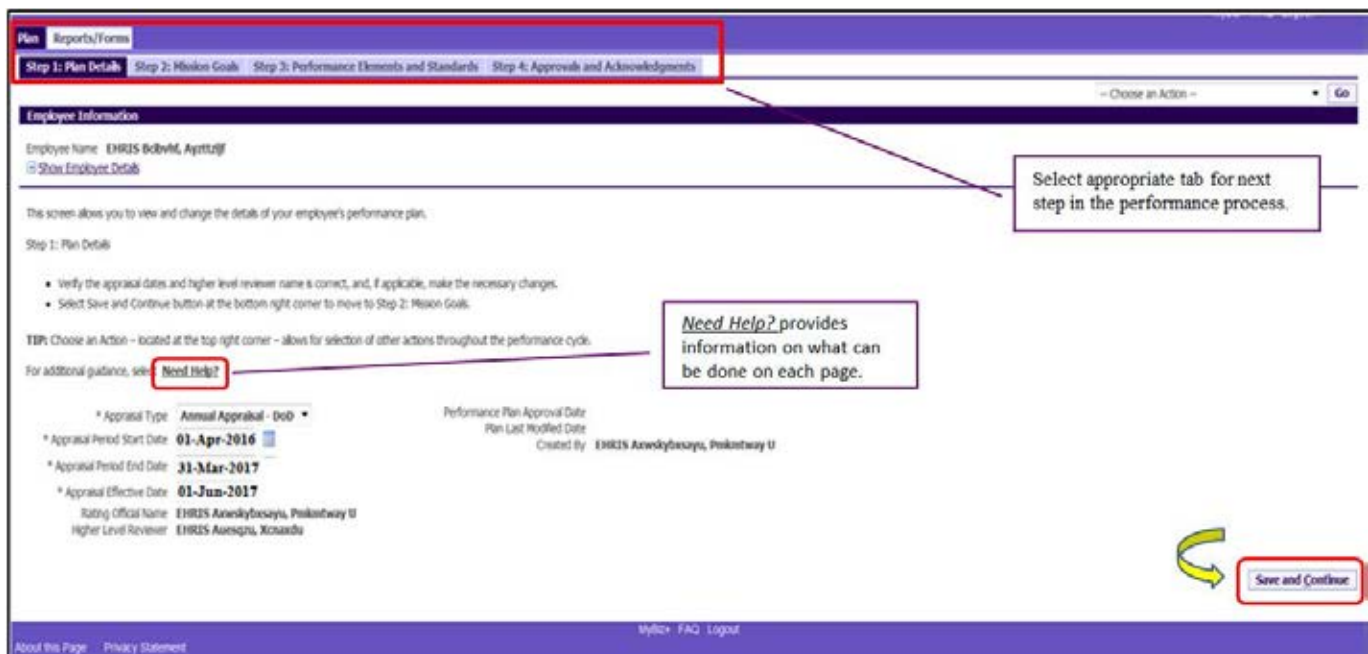 Plan Reports/Forms
Step 1: Plan Details Step 2: Mission Goals Step 3: Performance Elements and Standards Step 4: Approvals and Acknowledgments
-- Choose an Action -- Go
Employee Information
Employee Name EHRIS Bdbvhf, Ayzttzljf
Show Employee Details
Select appropriate tab for next
step in the performance process.
This screen allows you to view and change the details of your employee's performance plan.
Step 1: Plan Details
• Verify the appraisal dates and higher level reviewer name is correct, and, if applicable, make the necessary changes.
• Select Save and Continue button at the bottom right corner to move to Step 2: Mission Goals.
TIP: Choose an Action – located at the top right corner – allows for selection of other actions throughout the performance cycle.
For additional guidance, select Need Help?
Need Help? provides
information on what can
be done on each page.
* Appraisal Type Annual Appraisal - DoD
* Appraisal Period Start Date 01-Apr-2016
* Appraisal Period End Date 31-Mar-2017
* Appraisal Effective Date 01-Jun-2017
Rating Official Name EHRIS Axwskybxsayu, Pmkmtway U
Higher Level Reviewer EHRIS Auesqzu, Xcnaxdu
Performance Plan Approval Date
Plan Last Modified Date
Created By EHRIS Axwskybxsayu, Pmkmtway U
Save and Continue
MyBiz+ FAQ Logout
About this Page Privacy Statement